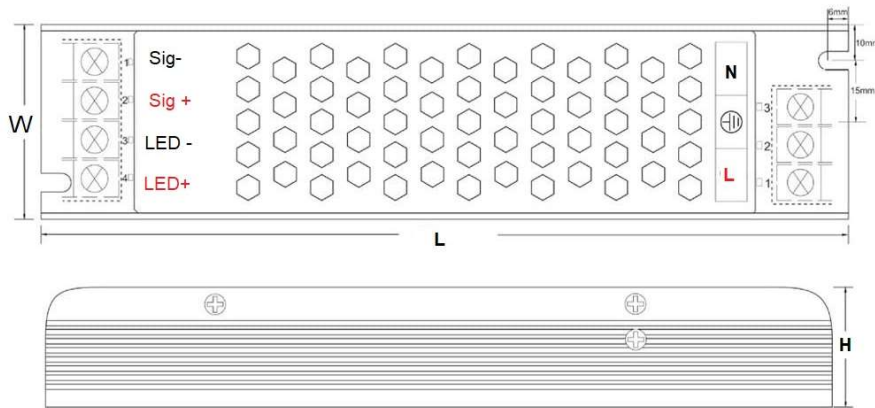 6mm
10mm
15mm
1 Sig-
2 Sig +
3 LED -
4 LED+
N
L
3
2
1
W
L
H